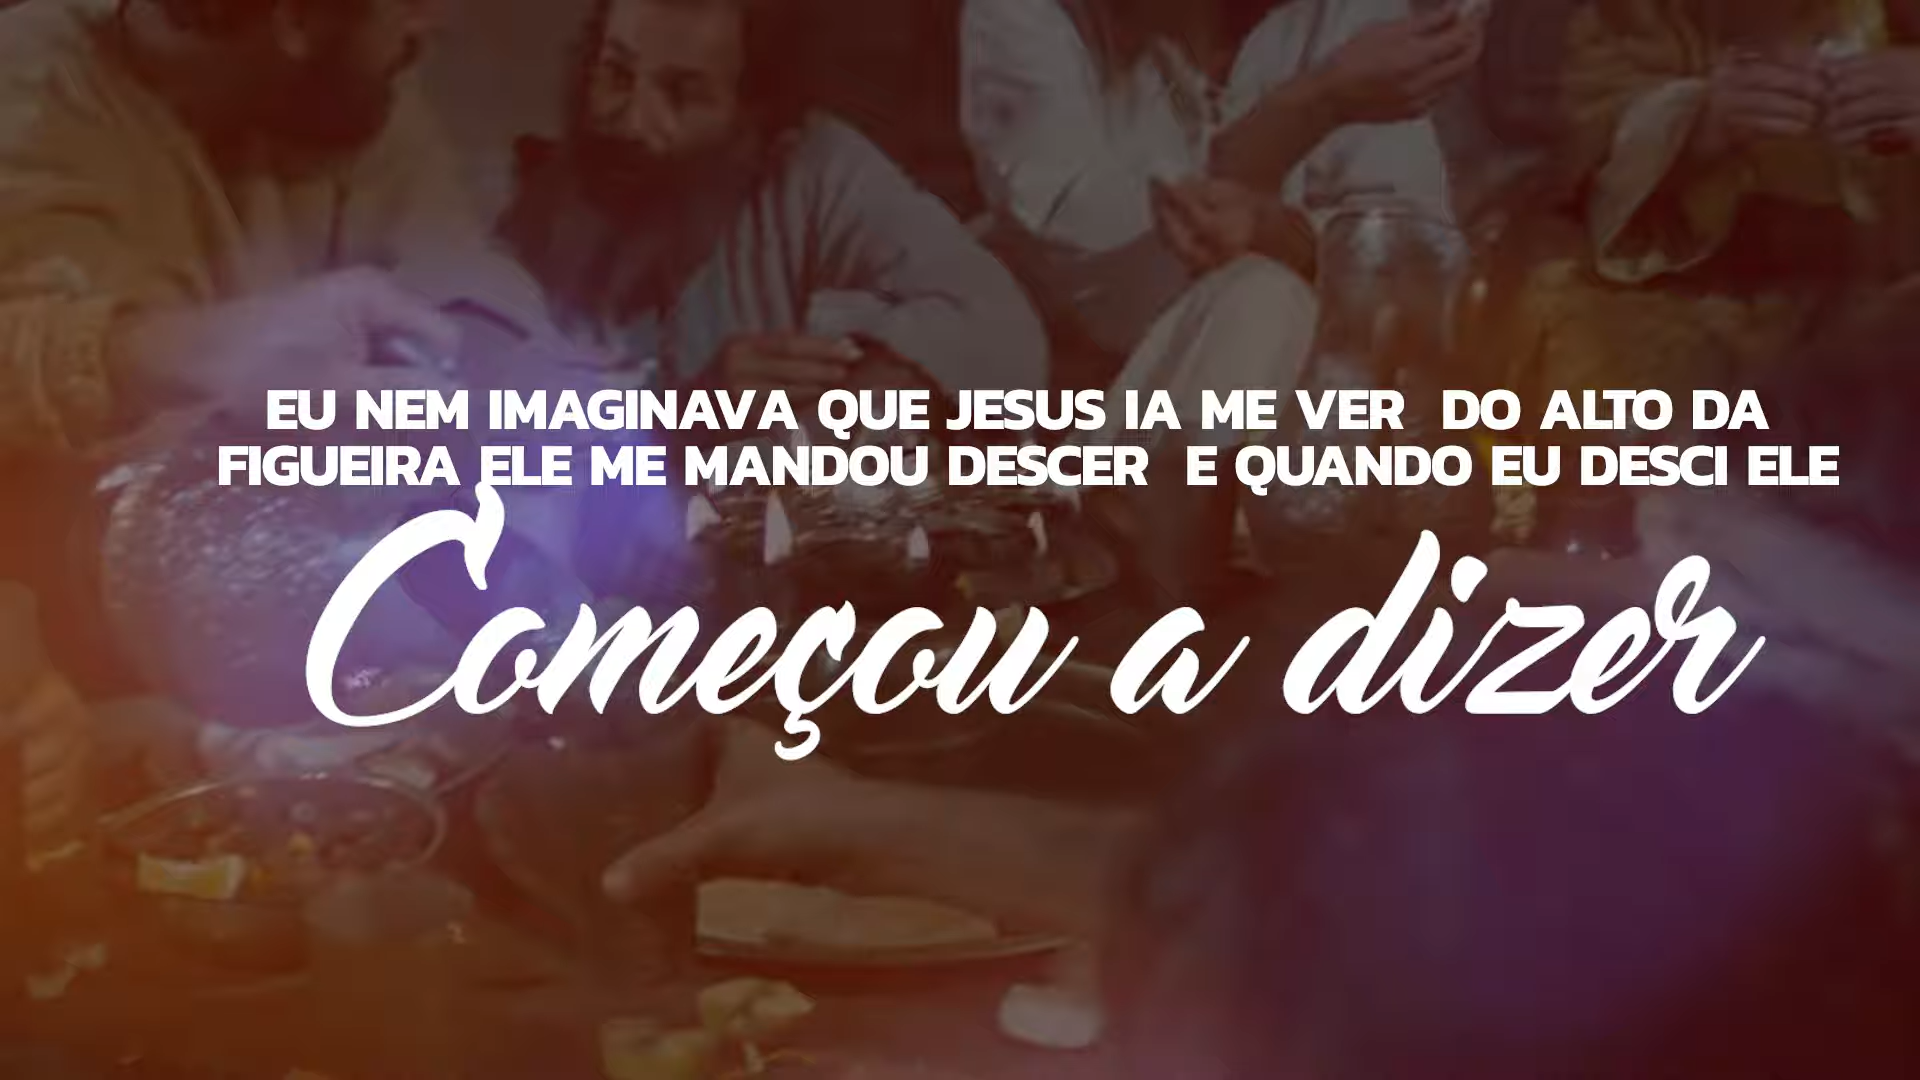 EU NEM IMAGINAVA QUE JESUS IA ME VER  DO ALTO DA
FIGUEIRA ELE ME MANDOU DESCER  E QUANDO EU DESCI ELE
Começou a dizer